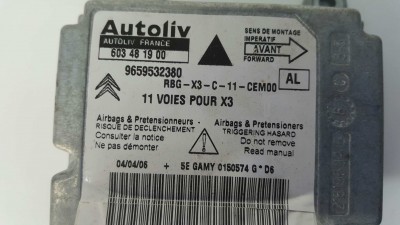 Autoliv
AUTOLIV FRANCE
603 48 19 00
SENS DE MONTAGE
IMPERATIF
AVANT
FORWARD
9659532380
AL
RBG-X3-C-11-CEM00
11 VOIES POUR X3
Airbags & Pretensionneurs
RISQUE DE DECLENCHEMENT
Consulter la notice
Ne pas démonter
Airbags & Pretensioners
TRIGGERING HASARD
Do not remove
Read manual
04/04/06 + 5E GAMY 0150574 G * D6